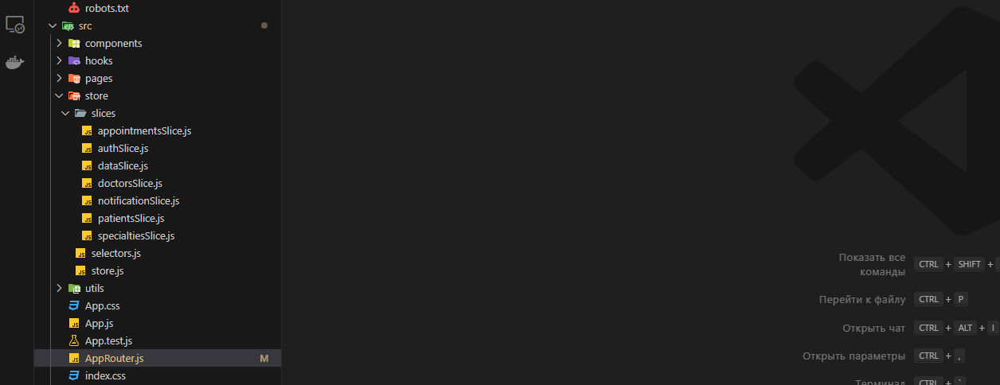 robots.txt
src
components
hooks
pages
store
slices
appointmentsSlice.js
authSlice.js
dataSlice.js
doctorsSlice.js
notificationSlice.js
patientsSlice.js
specialtiesSlice.js
selectors.js
store.js
utils
App.css
App.js
App.test.js
AppRouter.js M
index.css
Показать все
команды CTRL + SHIFT +
Перейти к файлу CTRL + P
Открыть чат CTRL + ALT + I
Открыть параметры CTRL + ,
Терминал CTRL + `